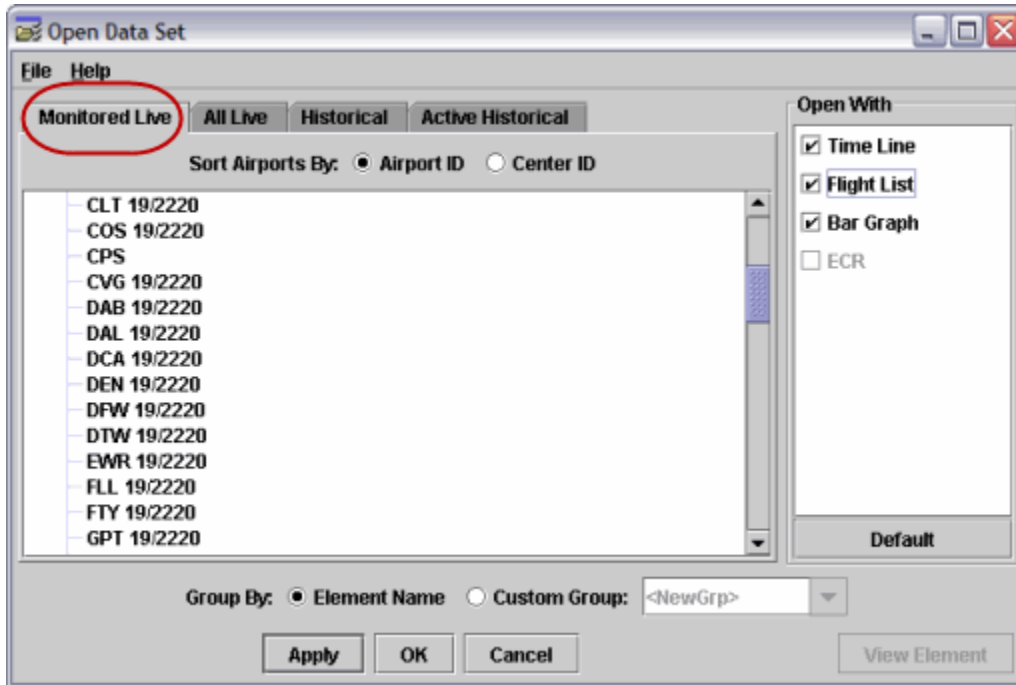 Open Data Set
File Help
Monitored Live All Live Historical Active Historical
Sort Airports By: Airport ID Center ID
CLT 19/2220
COS 19/2220
CPS
CVG 19/2220
DAB 19/2220
DAL 19/2220
DCA 19/2220
DEN 19/2220
DFW 19/2220
DTW 19/2220
EWR 19/2220
FLL 19/2220
FTY 19/2220
GPT 19/2220
Open With
Time Line
Flight List
Bar Graph
ECR
Default
Group By: Element Name Custom Group: <NewGrp>
Apply OK Cancel View Element